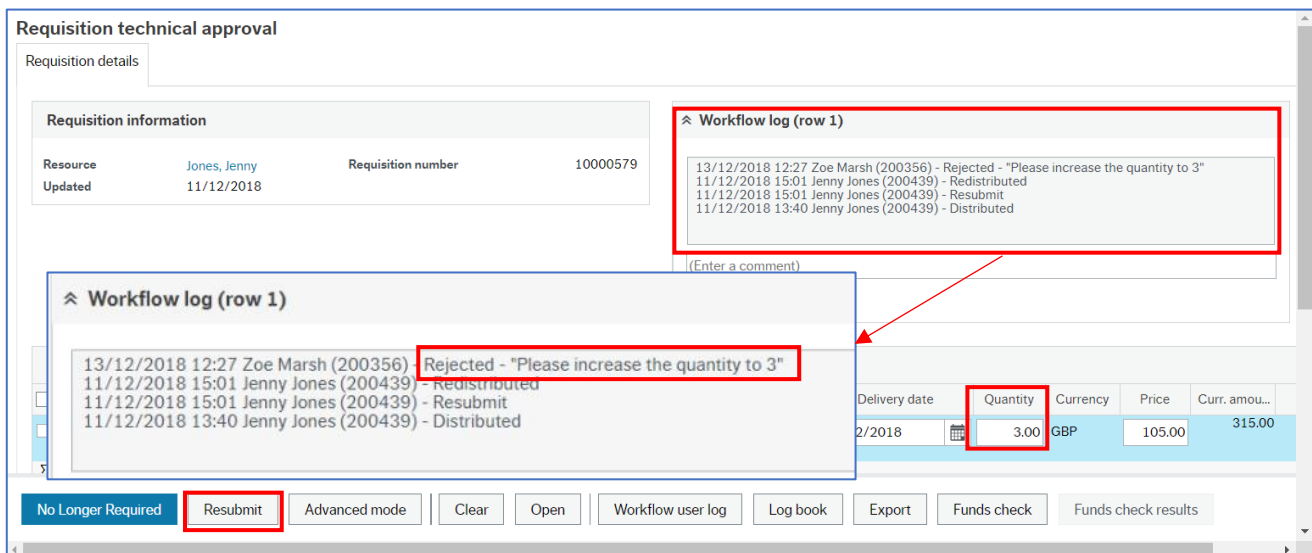 Requisition technical approval
Requisition details
Requisition information
Resource Jones, Jenny Requisition number 10000579
Updated 11/12/2018
Workflow log (row 1)
13/12/2018 12:27 Zoe Marsh (200356) - Rejected - "Please increase the quantity to 3"
11/12/2018 15:01 Jenny Jones (200439) - Redistributed
11/12/2018 15:01 Jenny Jones (200439) - Resubmit
11/12/2018 13:40 Jenny Jones (200439) - Distributed
(Enter a comment)
Workflow log (row 1)
13/12/2018 12:27 Zoe Marsh (200356) - Rejected - "Please increase the quantity to 3"
11/12/2018 15:01 Jenny Jones (200439) - Redistributed
11/12/2018 15:01 Jenny Jones (200439) - Resubmit
11/12/2018 13:40 Jenny Jones (200439) - Distributed
Delivery date Quantity Currency Price Curr. amou...
2/2018 3.00 GBP 105.00 315.00
Σ
No Longer Required Resubmit Advanced mode Clear Open Workflow user log Log book Export Funds check Funds check results